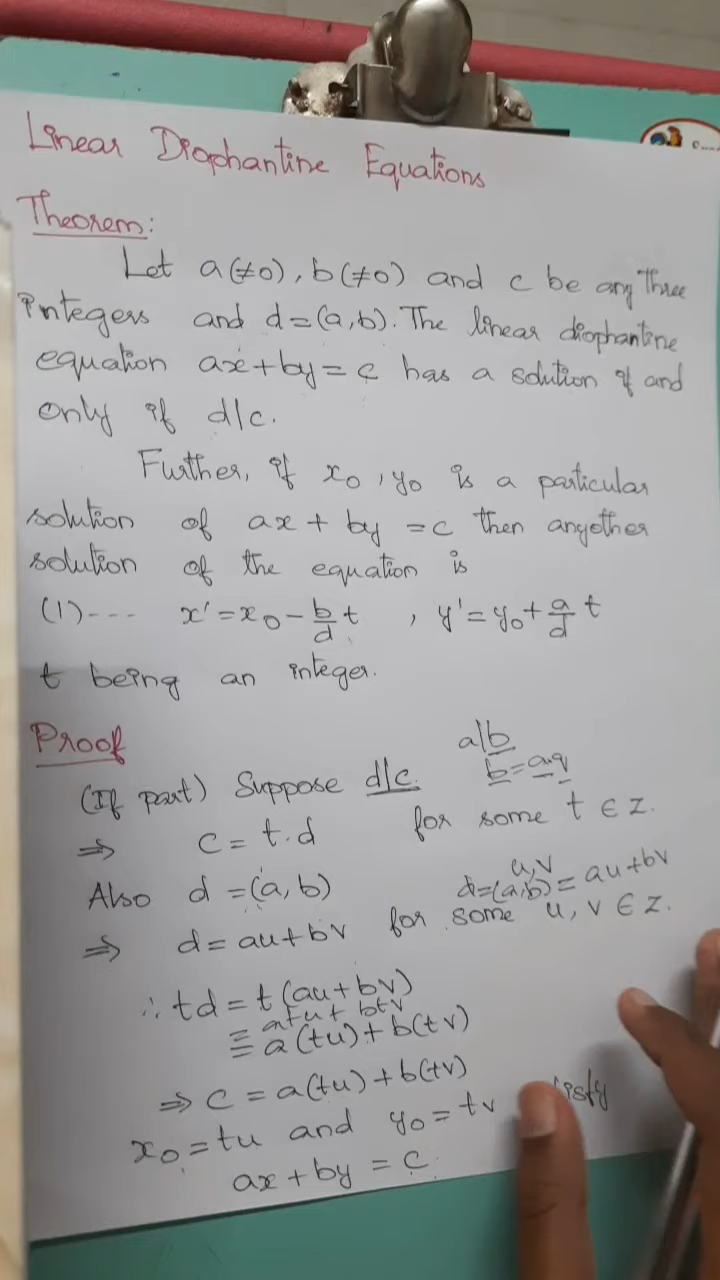 Linear Diophantine Equations
Theorem:
Let a(≠0), b(≠0) and c be any three
integers and d=(a,b). The linear diophantine
equation ax+by=c has a solution if and
only if d/c.
Further, if x₀, y₀ is a particular
solution of ax + by = c then anyother
solution of the equation is
(1)--- x'=x₀-b/d t , y'=y₀+a/d t
t being an integer.
Proof
a|b
b=a.q
(If part) Suppose d/c.
⇒ c = t.d for some t ∈ z.
Also d =(a,b)
u,v
d=(a,b)= au+bv
⇒ d=au+bv for some u, v ∈ z.
∴ td=t(au+bv)
= atu+ btv
= a(tu)+b(tv)
⇒ c = a(tu)+b(tv)
x₀=tu and y₀=tv
ax+by = c